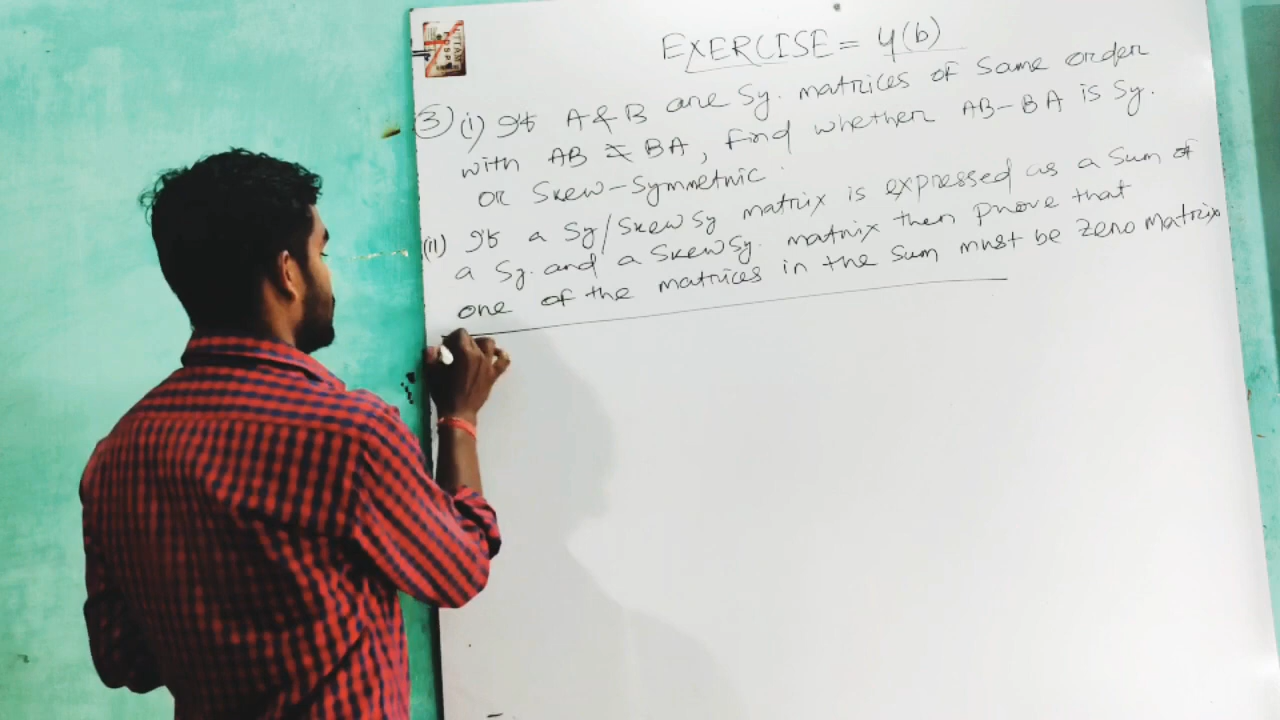 EXERCISE = 4(b)
3) (i) If A & B are Sy. matrices of same order
with AB ≠ BA, find whether AB - BA is Sy.
or Skew-Symmetric.
(ii) If a Sy/Skew Sy matrix is expressed as a Sum of
a Sy. and a Skew Sy. matrix then prove that
one of the matrices in the sum must be zero Matrix